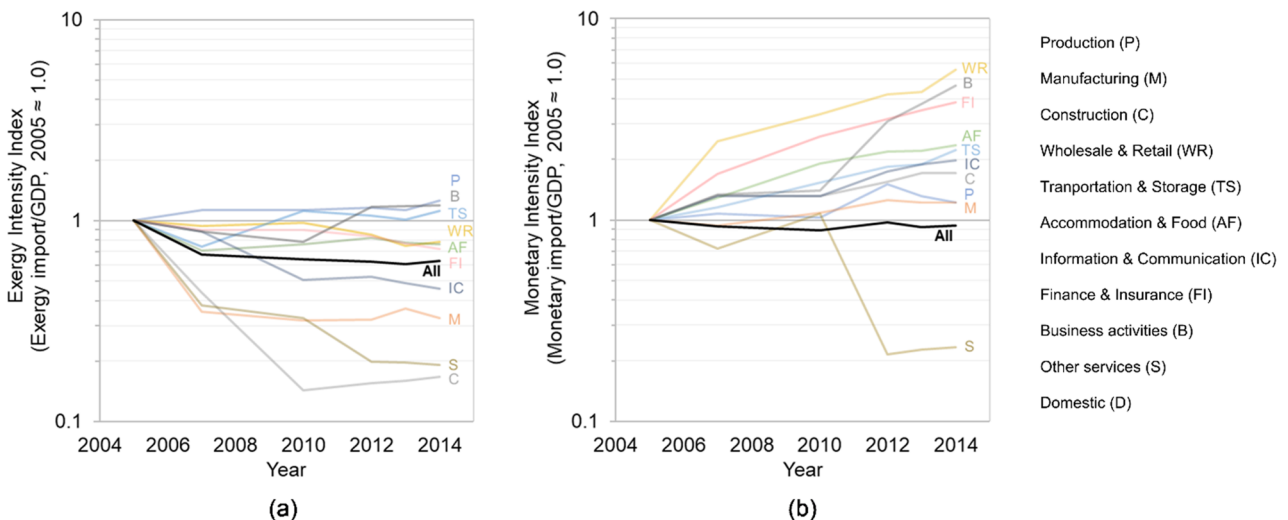 Exergy Intensity Index
(Exergy import/GDP, 2005 ≈ 1.0)
10
1
0.1
P
B
TS
WR
AF
FI
All
IC
M
S
C
2004 2006 2008 2010 2012 2014
Year
(a)
Monetary Intensity Index
(Monetary import/GDP, 2005 ≈ 1.0)
10
1
0.1
WR
B
FI
AF
TS
IC
C
P
M
All
S
2004 2006 2008 2010 2012 2014
Year
(b)
Production (P)
Manufacturing (M)
Construction (C)
Wholesale & Retail (WR)
Tranportation & Storage (TS)
Accommodation & Food (AF)
Information & Communication (IC)
Finance & Insurance (FI)
Business activities (B)
Other services (S)
Domestic (D)